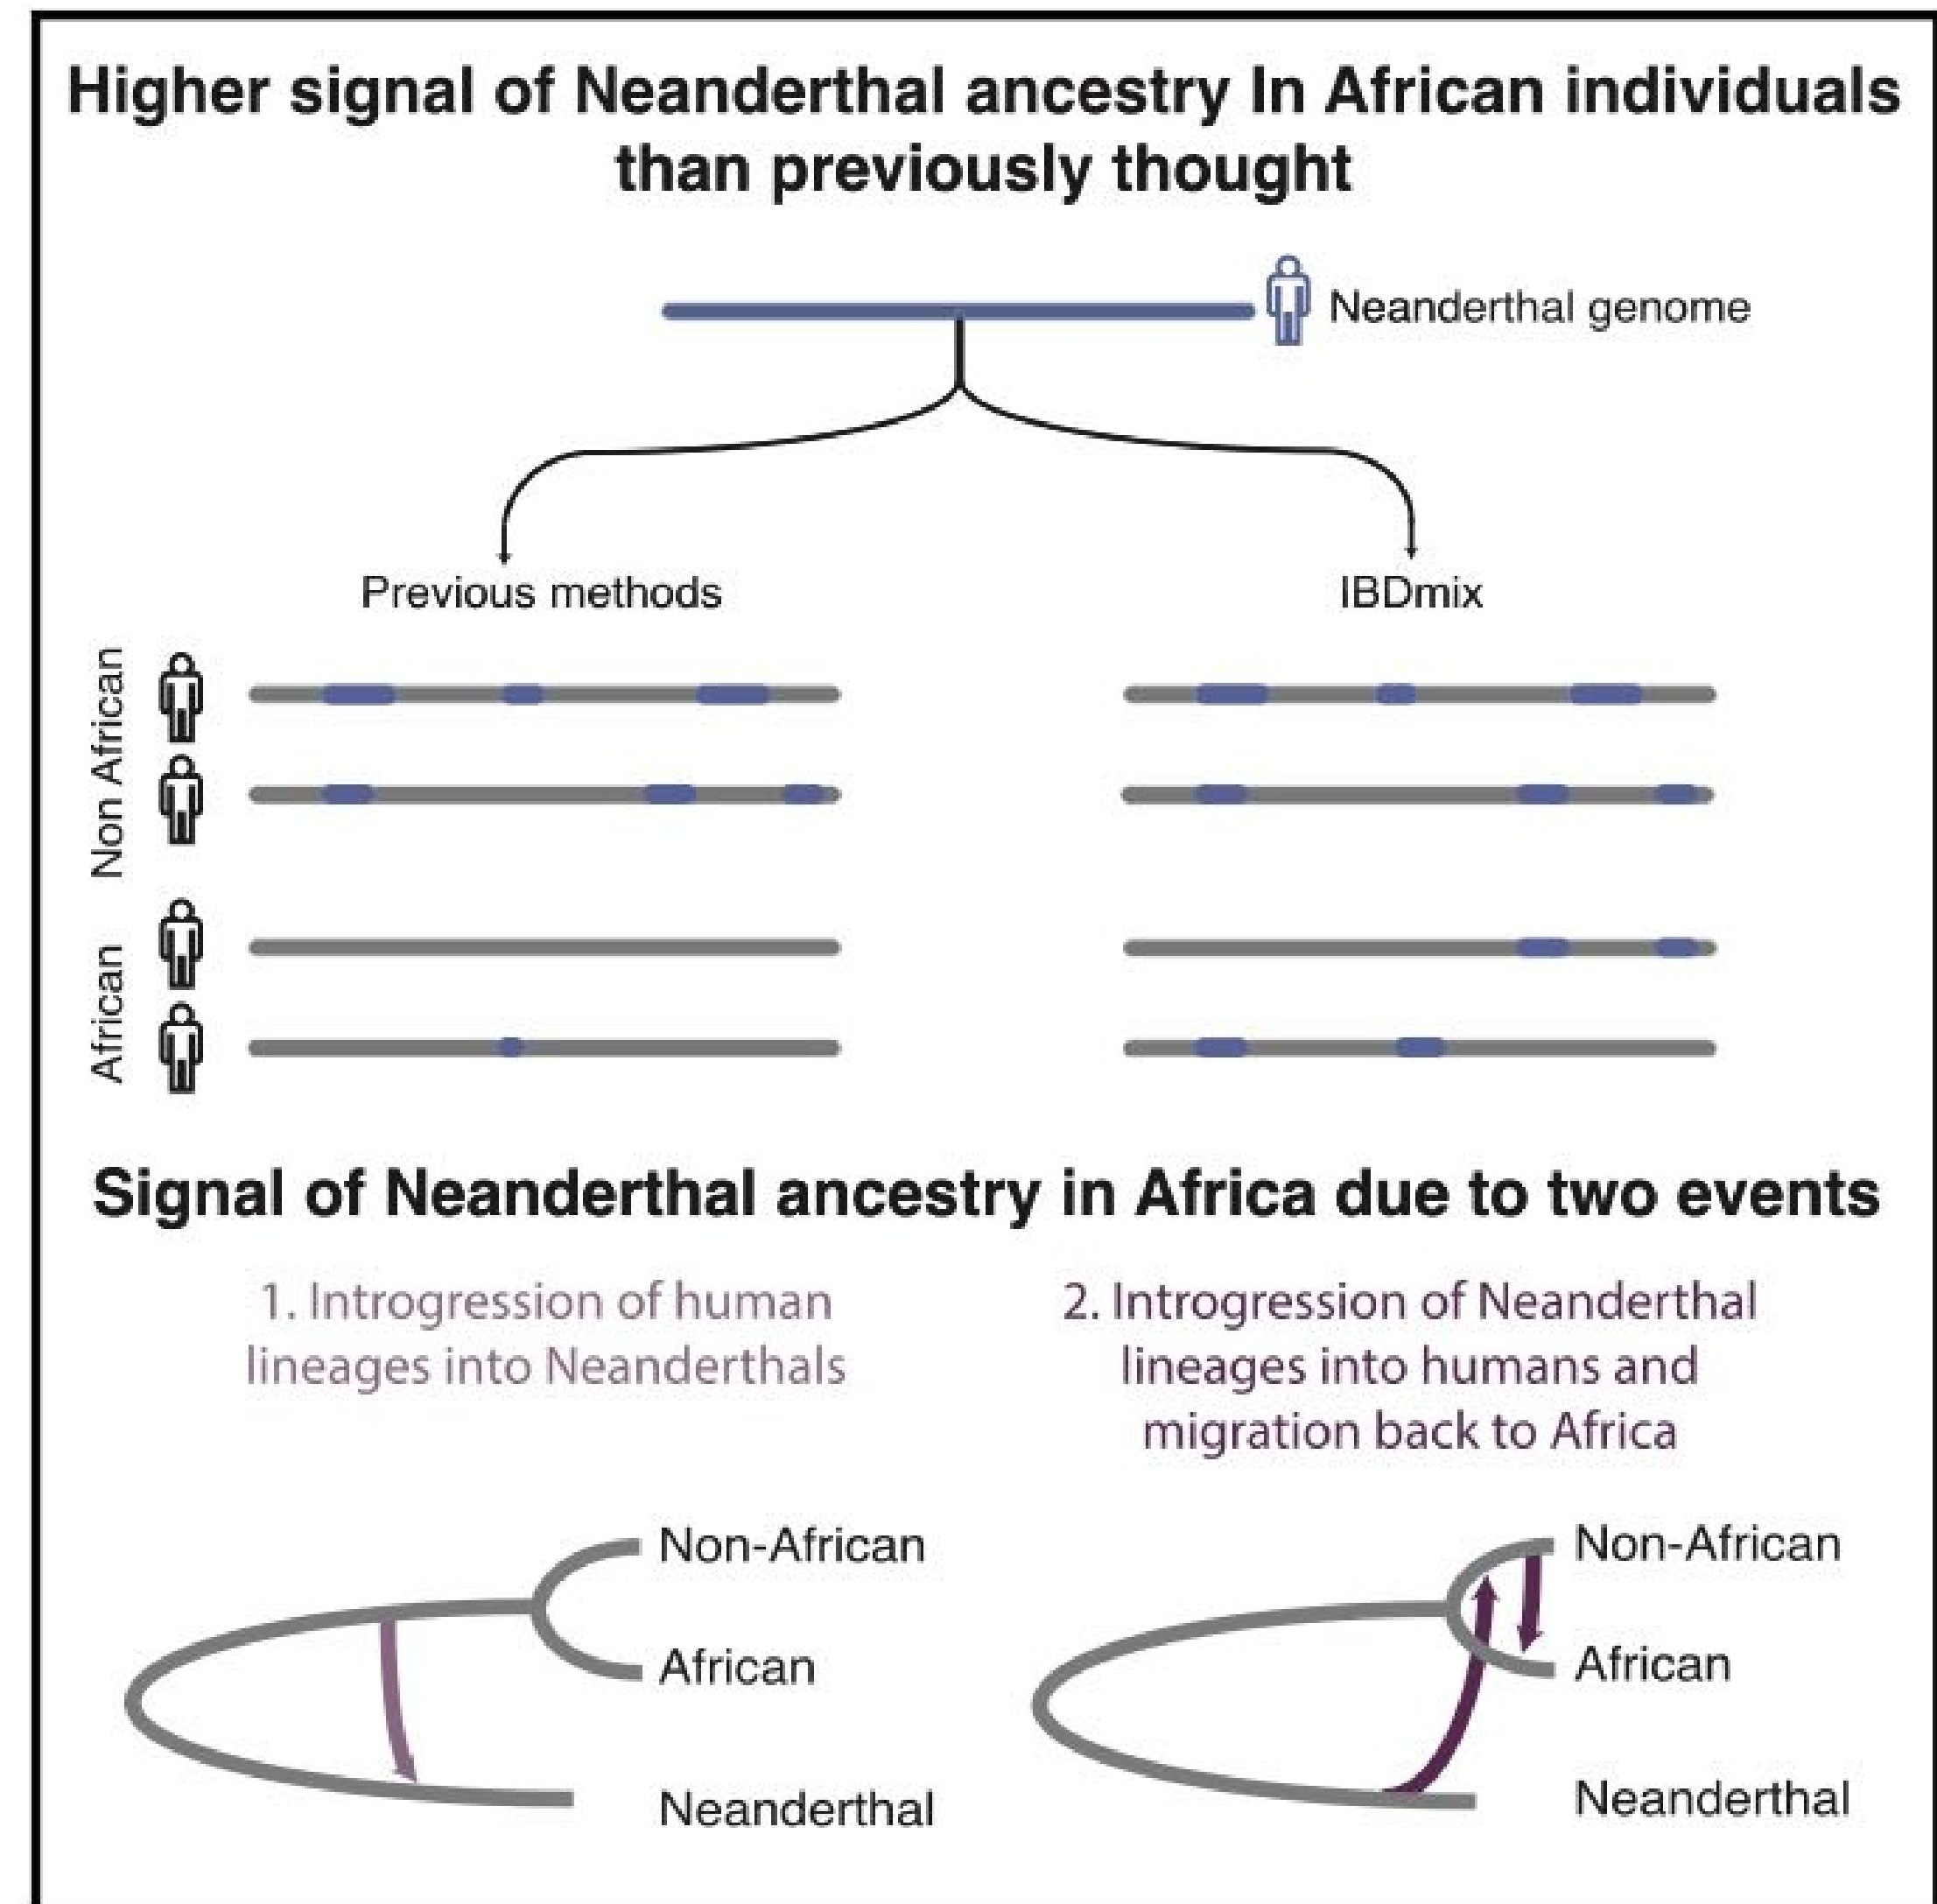 Higher signal of Neanderthal ancestry In African individuals
than previously thought
Neanderthal genome
Previous methods
IBDmix
Non African
African
Signal of Neanderthal ancestry in Africa due to two events
1. Introgression of human
lineages into Neanderthals
2. Introgression of Neanderthal
lineages into humans and
migration back to Africa
Non-African
African
Neanderthal
Non-African
African
Neanderthal